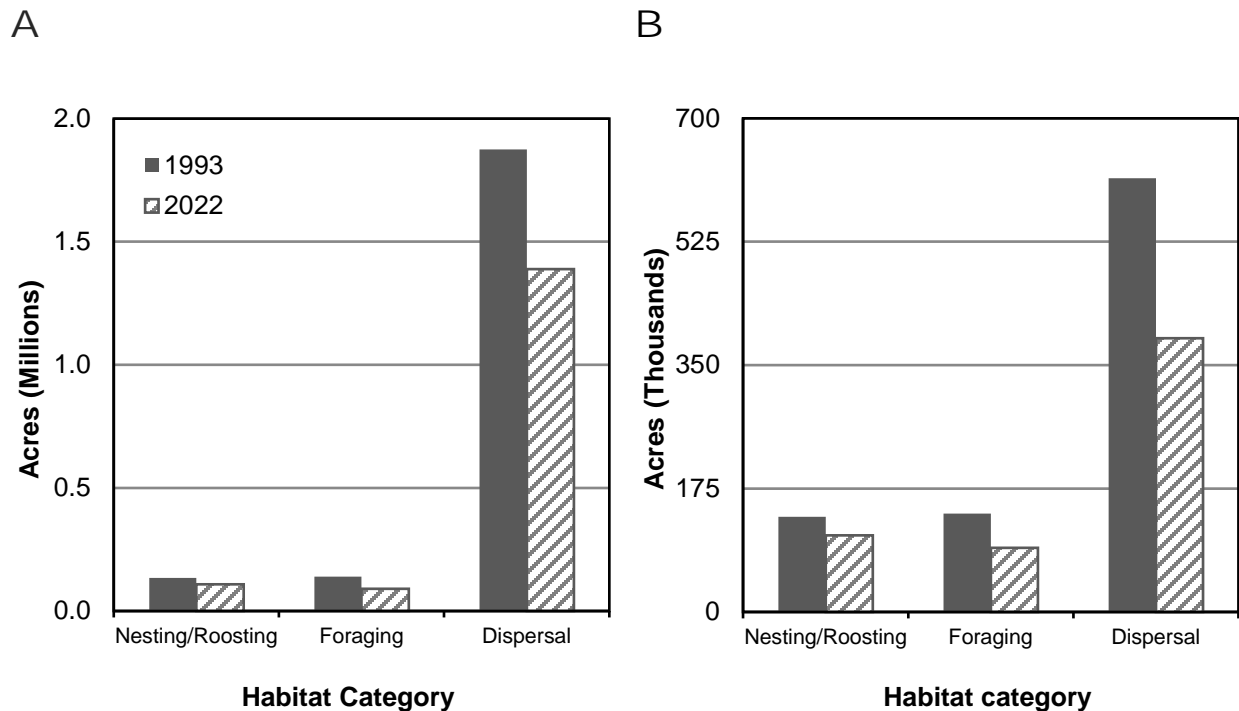 A
2.0
1.5
1.0
0.5
0.0
Acres (Millions)
1993
2022
Nesting/Roosting Foraging Dispersal
Habitat Category
B
700
525
350
175
0
Acres (Thousands)
Nesting/Roosting Foraging Dispersal
Habitat category